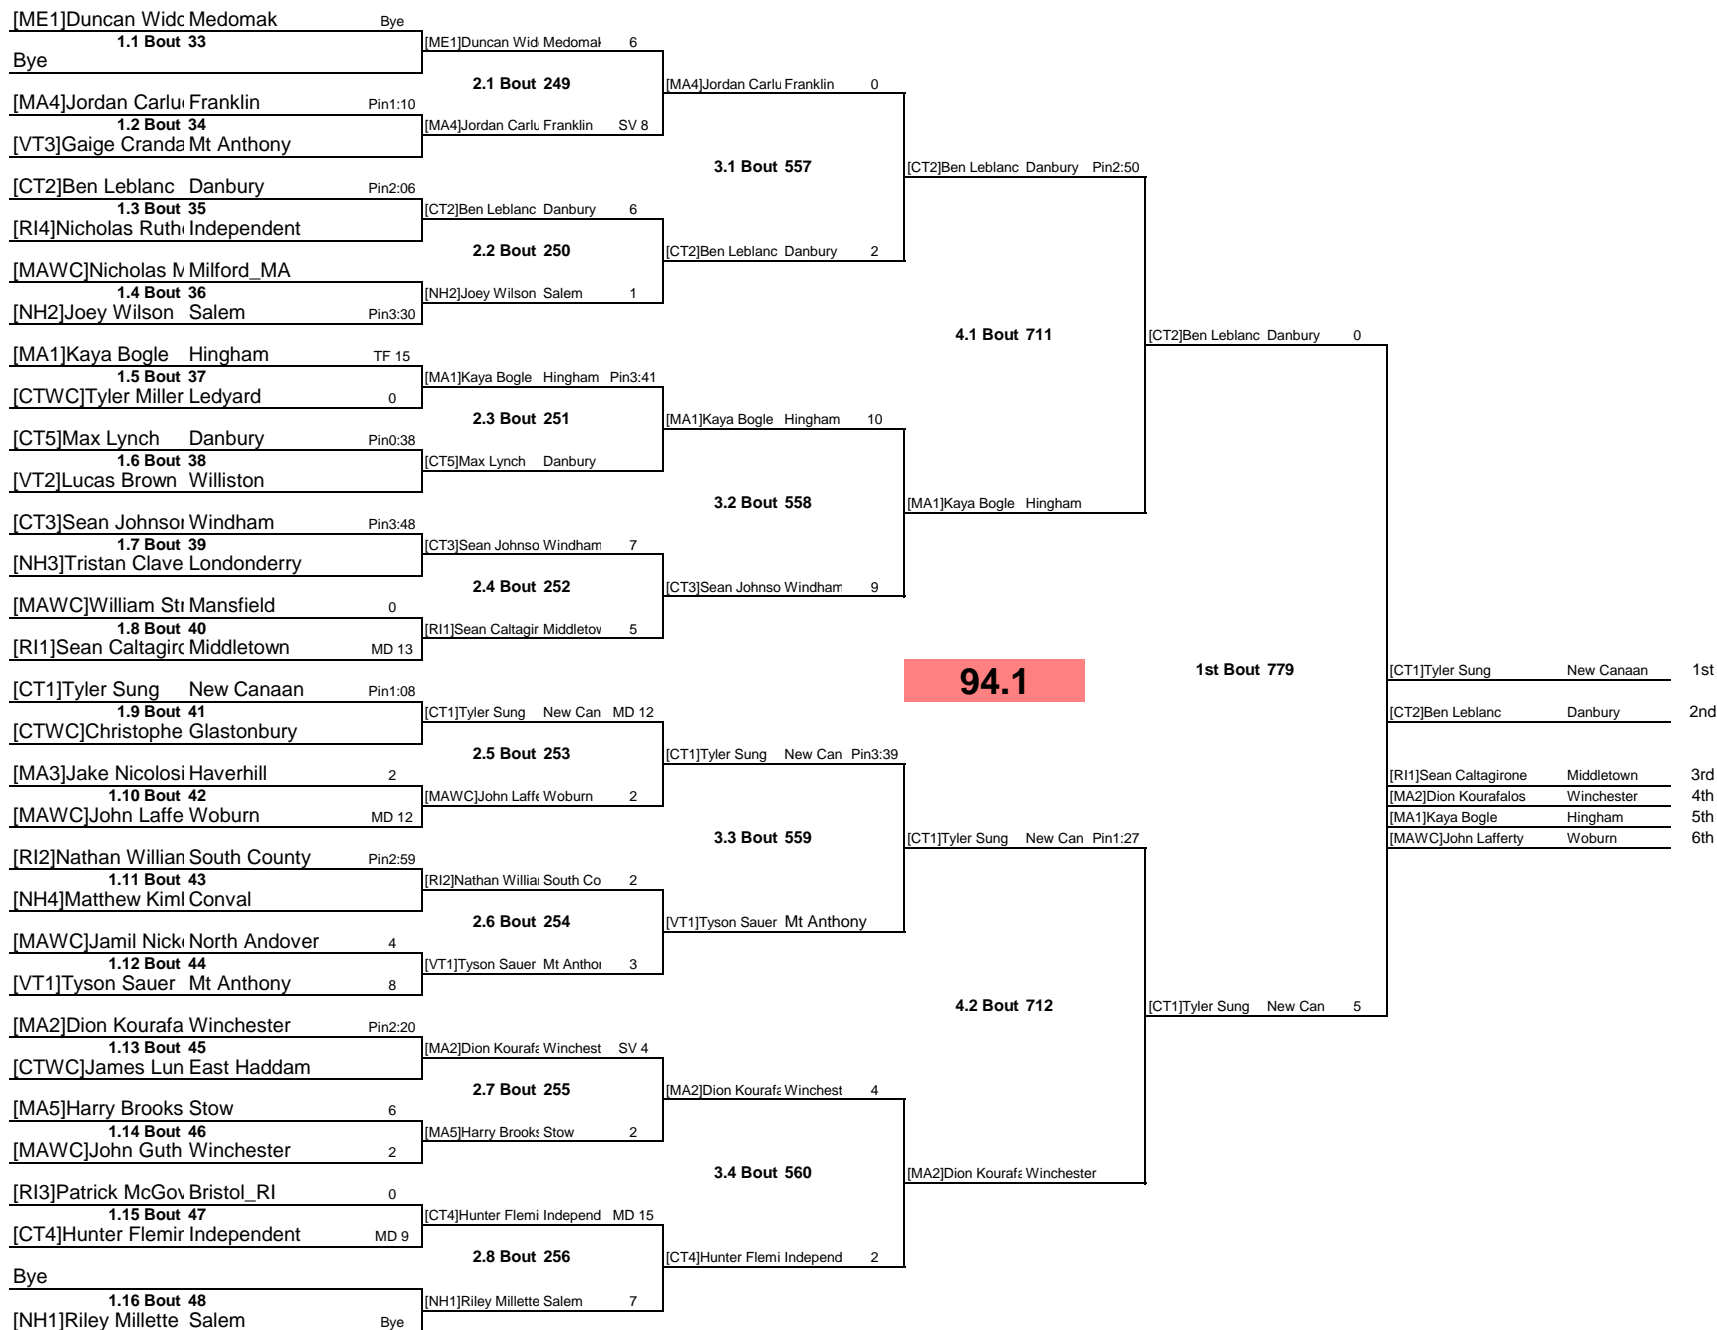 [ME1]Duncan Widc Medomak Bye
1.1 Bout 33
Bye
[MA4]Jordan Carlu Franklin Pin1:10
1.2 Bout 34
[VT3]Gaige Cranda Mt Anthony
[CT2]Ben Leblanc Danbury Pin2:06
1.3 Bout 35
[RI4]Nicholas Ruth Independent
[MAWC]Nicholas M Milford_MA
1.4 Bout 36
[NH2]Joey Wilson Salem Pin3:30
[MA1]Kaya Bogle Hingham TF 15
1.5 Bout 37
[CTWC]Tyler Miller Ledyard 0
[CT5]Max Lynch Danbury Pin0:38
1.6 Bout 38
[VT2]Lucas Brown Williston
[CT3]Sean Johnsor Windham Pin3:48
1.7 Bout 39
[NH3]Tristan Clave Londonderry
[MAWC]William Str Mansfield 0
1.8 Bout 40
[RI1]Sean Caltagirc Middletown MD 13
[CT1]Tyler Sung New Canaan Pin1:08
1.9 Bout 41
[CTWC]Christophe Glastonbury
[MA3]Jake Nicolosi Haverhill 2
1.10 Bout 42
[MAWC]John Laffe Woburn MD 12
[RI2]Nathan Willian South County Pin2:59
1.11 Bout 43
[NH4]Matthew Kiml Conval
[MAWC]Jamil Nick North Andover 4
1.12 Bout 44
[VT1]Tyson Sauer Mt Anthony 8
[MA2]Dion Kourafa Winchester Pin2:20
1.13 Bout 45
[CTWC]James Lun East Haddam
[MA5]Harry Brooks Stow 6
1.14 Bout 46
[MAWC]John Guth Winchester 2
[RI3]Patrick McGov Bristol_RI 0
1.15 Bout 47
[CT4]Hunter Flemir Independent MD 9
Bye
1.16 Bout 48
[NH1]Riley Millette Salem Bye
[ME1]Duncan Wid Medomal 6
2.1 Bout 249
[MA4]Jordan Carlu Franklin SV 8
[CT2]Ben Leblanc Danbury 6
2.2 Bout 250
[NH2]Joey Wilson Salem 1
[MA1]Kaya Bogle Hingham Pin3:41
2.3 Bout 251
[CT5]Max Lynch Danbury
[CT3]Sean Johnso Windham 7
2.4 Bout 252
[RI1]Sean Caltagir Middletov 5
[CT1]Tyler Sung New Can MD 12
2.5 Bout 253
[MAWC]John Laffe Woburn 2
[RI2]Nathan Willia South Co 2
2.6 Bout 254
[VT1]Tyson Sauer Mt Antho 3
[MA2]Dion Kourafa Winchest SV 4
2.7 Bout 255
[MA5]Harry Brooks Stow 2
[CT4]Hunter Flemi Independ MD 15
2.8 Bout 256
[NH1]Riley Millette Salem 7
[MA4]Jordan Carlu Franklin 0
3.1 Bout 557
[CT2]Ben Leblanc Danbury 2
[MA1]Kaya Bogle Hingham 10
3.2 Bout 558
[CT3]Sean Johnso Windham 9
[CT1]Tyler Sung New Can Pin3:39
3.3 Bout 559
[VT1]Tyson Sauer Mt Anthony
[MA2]Dion Kourafa Winchest 4
3.4 Bout 560
[CT4]Hunter Flemi Independ 2
[CT2]Ben Leblanc Danbury Pin2:50
4.1 Bout 711
[MA1]Kaya Bogle Hingham
94.1
[CT1]Tyler Sung New Can Pin1:27
4.2 Bout 712
[MA2]Dion Kourafa Winchester
[CT2]Ben Leblanc Danbury 0
1st Bout 779
[CT1]Tyler Sung New Can 5
[CT1]Tyler Sung New Canaan 1st
[CT2]Ben Leblanc Danbury 2nd
[RI1]Sean Caltagirone Middletown 3rd
[MA2]Dion Kourafalos Winchester 4th
[MA1]Kaya Bogle Hingham 5th
[MAWC]John Lafferty Woburn 6th